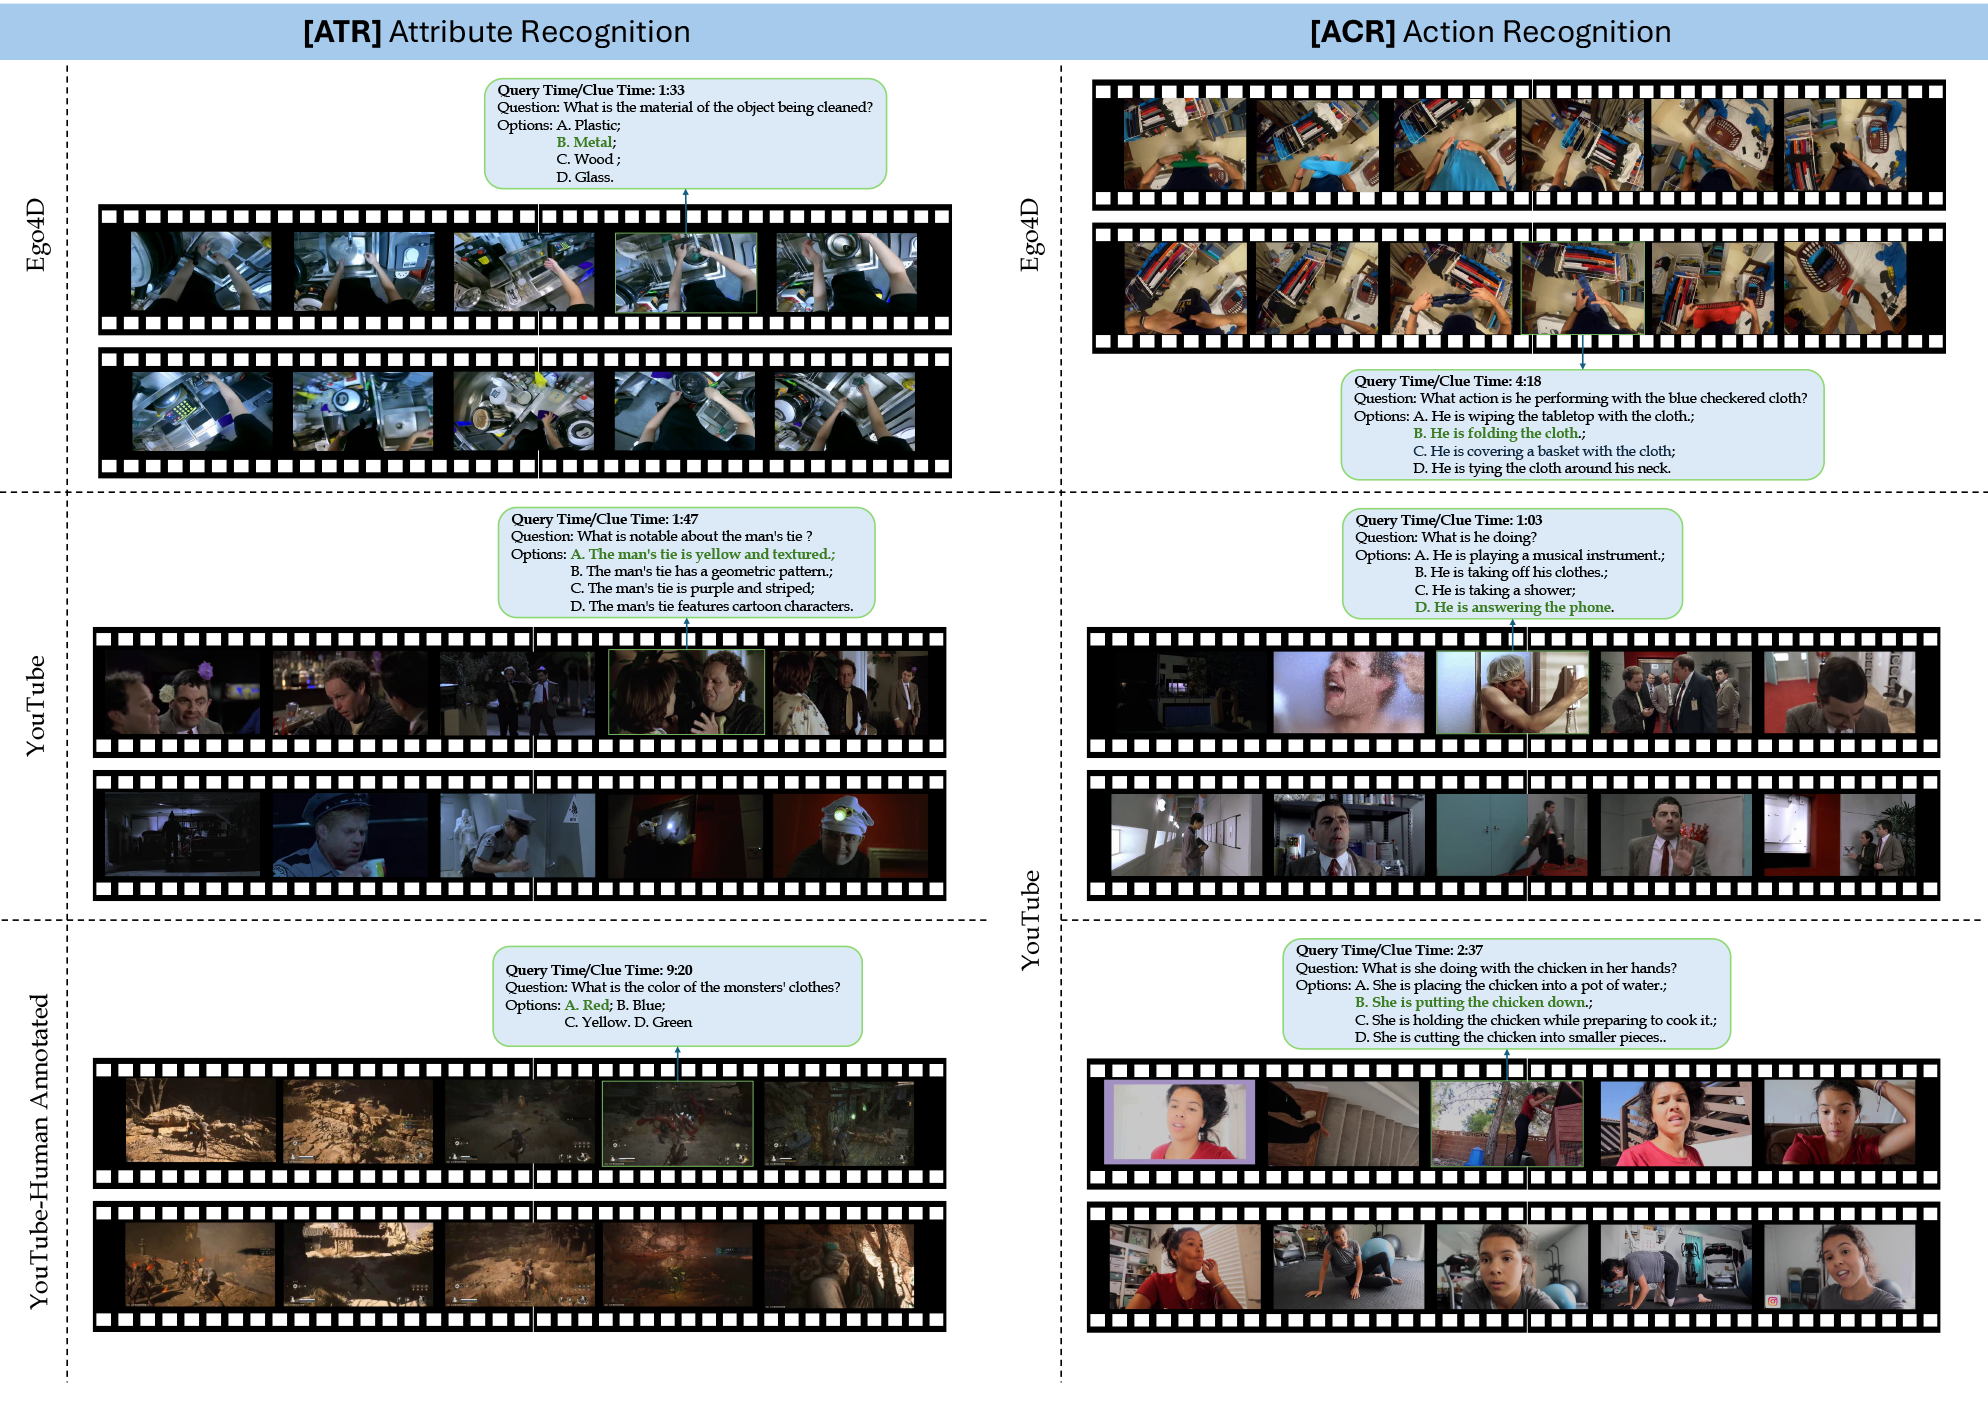 [ATR] Attribute Recognition
Ego4D
Query Time/Clue Time: 1:33
Question: What is the material of the object being cleaned?
Options: A. Plastic;
B. Metal;
C. Wood ;
D. Glass.
YouTube
Query Time/Clue Time: 1:47
Question: What is notable about the man's tie ?
Options: A. The man's tie is yellow and textured.;
B. The man's tie has a geometric pattern.;
C. The man's tie is purple and striped;
D. The man's tie features cartoon characters.
YouTube-Human Annotated
Query Time/Clue Time: 9:20
Question: What is the color of the monsters' clothes?
Options: A. Red; B. Blue;
C. Yellow. D. Green
[ACR] Action Recognition
Ego4D
Query Time/Clue Time: 4:18
Question: What action is he performing with the blue checkered cloth?
Options: A. He is wiping the tabletop with the cloth.;
B. He is folding the cloth.;
C. He is covering a basket with the cloth;
D. He is tying the cloth around his neck.
YouTube
Query Time/Clue Time: 1:03
Question: What is he doing?
Options: A. He is playing a musical instrument.;
B. He is taking off his clothes.;
C. He is taking a shower;
D. He is answering the phone.
Query Time/Clue Time: 2:37
Question: What is she doing with the chicken in her hands?
Options: A. She is placing the chicken into a pot of water.;
B. She is putting the chicken down.;
C. She is holding the chicken while preparing to cook it.;
D. She is cutting the chicken into smaller pieces..